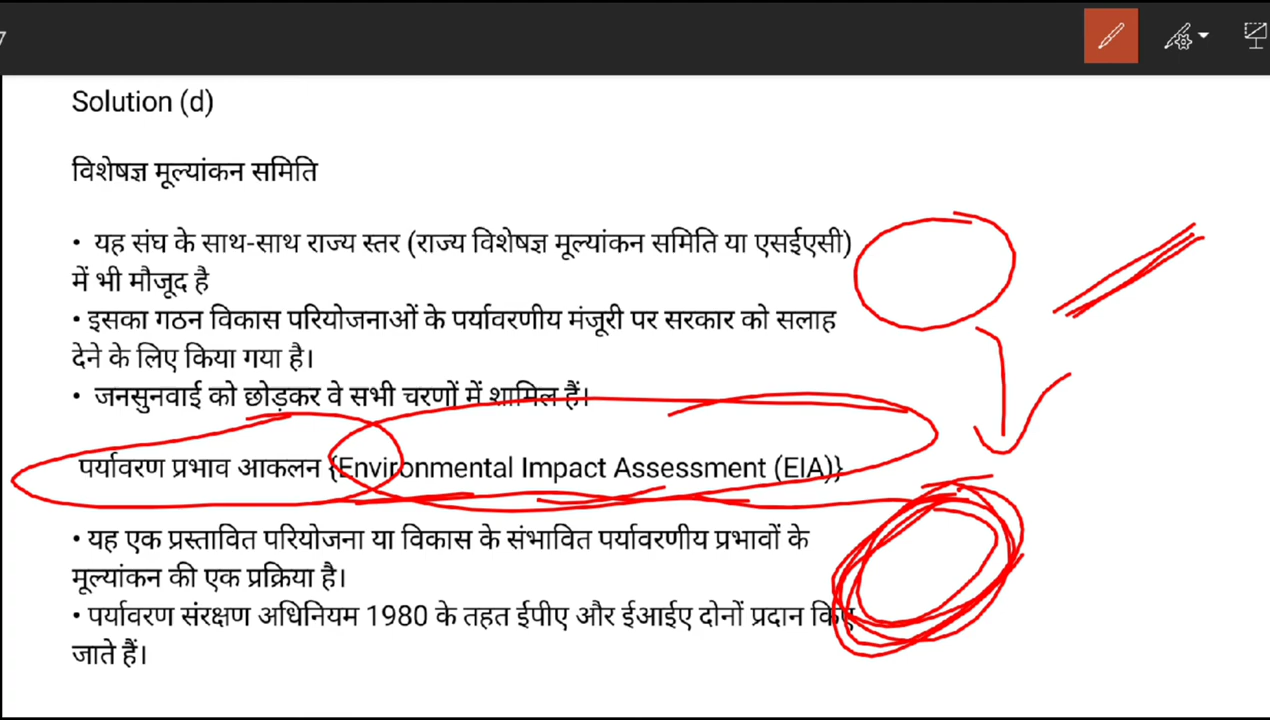 Solution (d)
विशेषज्ञ मूल्यांकन समिति
• यह संघ के साथ-साथ राज्य स्तर (राज्य विशेषज्ञ मूल्यांकन समिति या एसईएसी)
में भी मौजूद है
• इसका गठन विकास परियोजनाओं के पर्यावरणीय मंजूरी पर सरकार को सलाह
देने के लिए किया गया है।
• जनसुनवाई को छोड़कर वे सभी चरणों में शामिल हैं।
पर्यावरण प्रभाव आकलन {Environmental Impact Assessment (EIA)}
• यह एक प्रस्तावित परियोजना या विकास के संभावित पर्यावरणीय प्रभावों के
मूल्यांकन की एक प्रक्रिया है।
• पर्यावरण संरक्षण अधिनियम 1980 के तहत ईपीए और ईआईए दोनों प्रदान किए
जाते हैं।